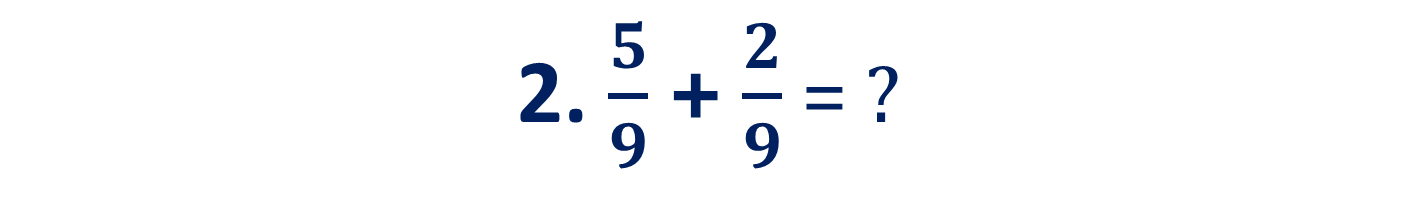 2. 5/9 + 2/9 = ?